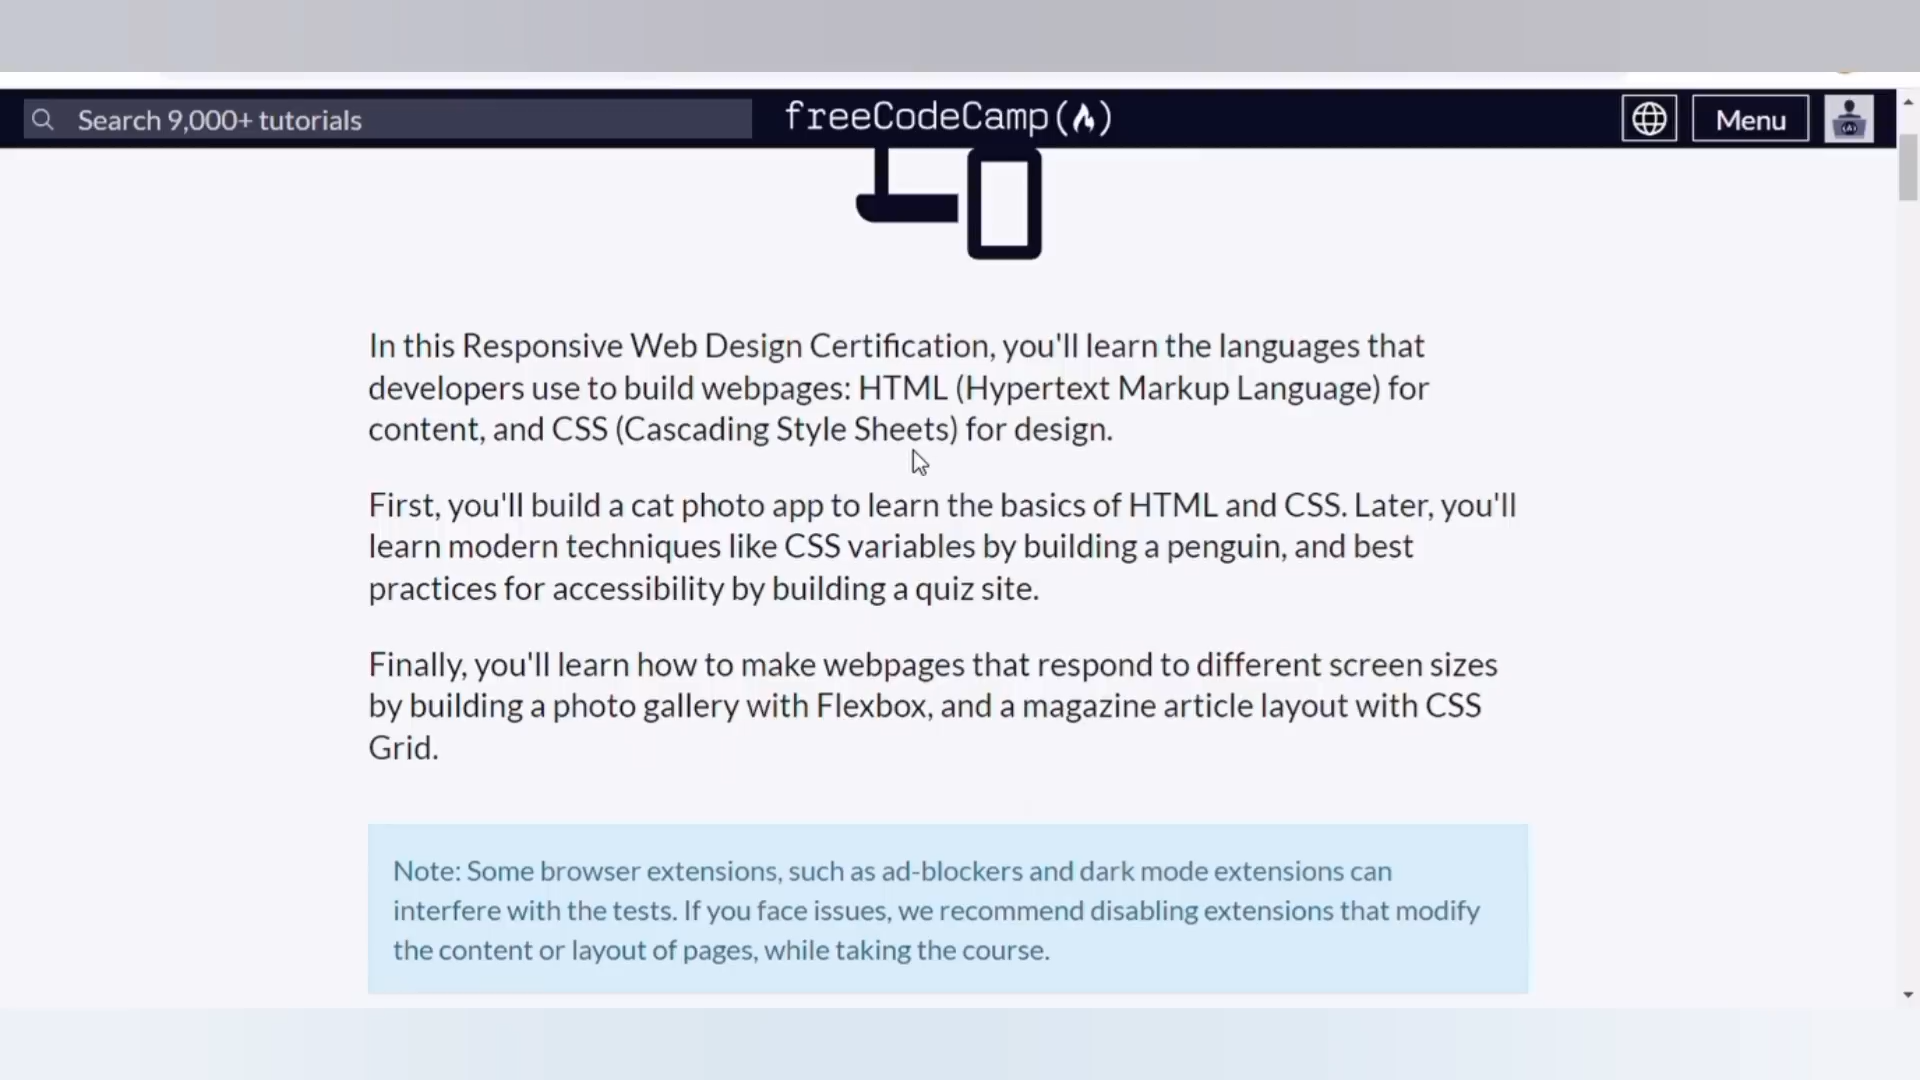 Search 9,000+ tutorials
freeCodeCamp(🔥)
Menu
In this Responsive Web Design Certification, you'll learn the languages that
developers use to build webpages: HTML (Hypertext Markup Language) for
content, and CSS (Cascading Style Sheets) for design.
First, you'll build a cat photo app to learn the basics of HTML and CSS. Later, you'll
learn modern techniques like CSS variables by building a penguin, and best
practices for accessibility by building a quiz site.
Finally, you'll learn how to make webpages that respond to different screen sizes
by building a photo gallery with Flexbox, and a magazine article layout with CSS
Grid.
Note: Some browser extensions, such as ad-blockers and dark mode extensions can
interfere with the tests. If you face issues, we recommend disabling extensions that modify
the content or layout of pages, while taking the course.